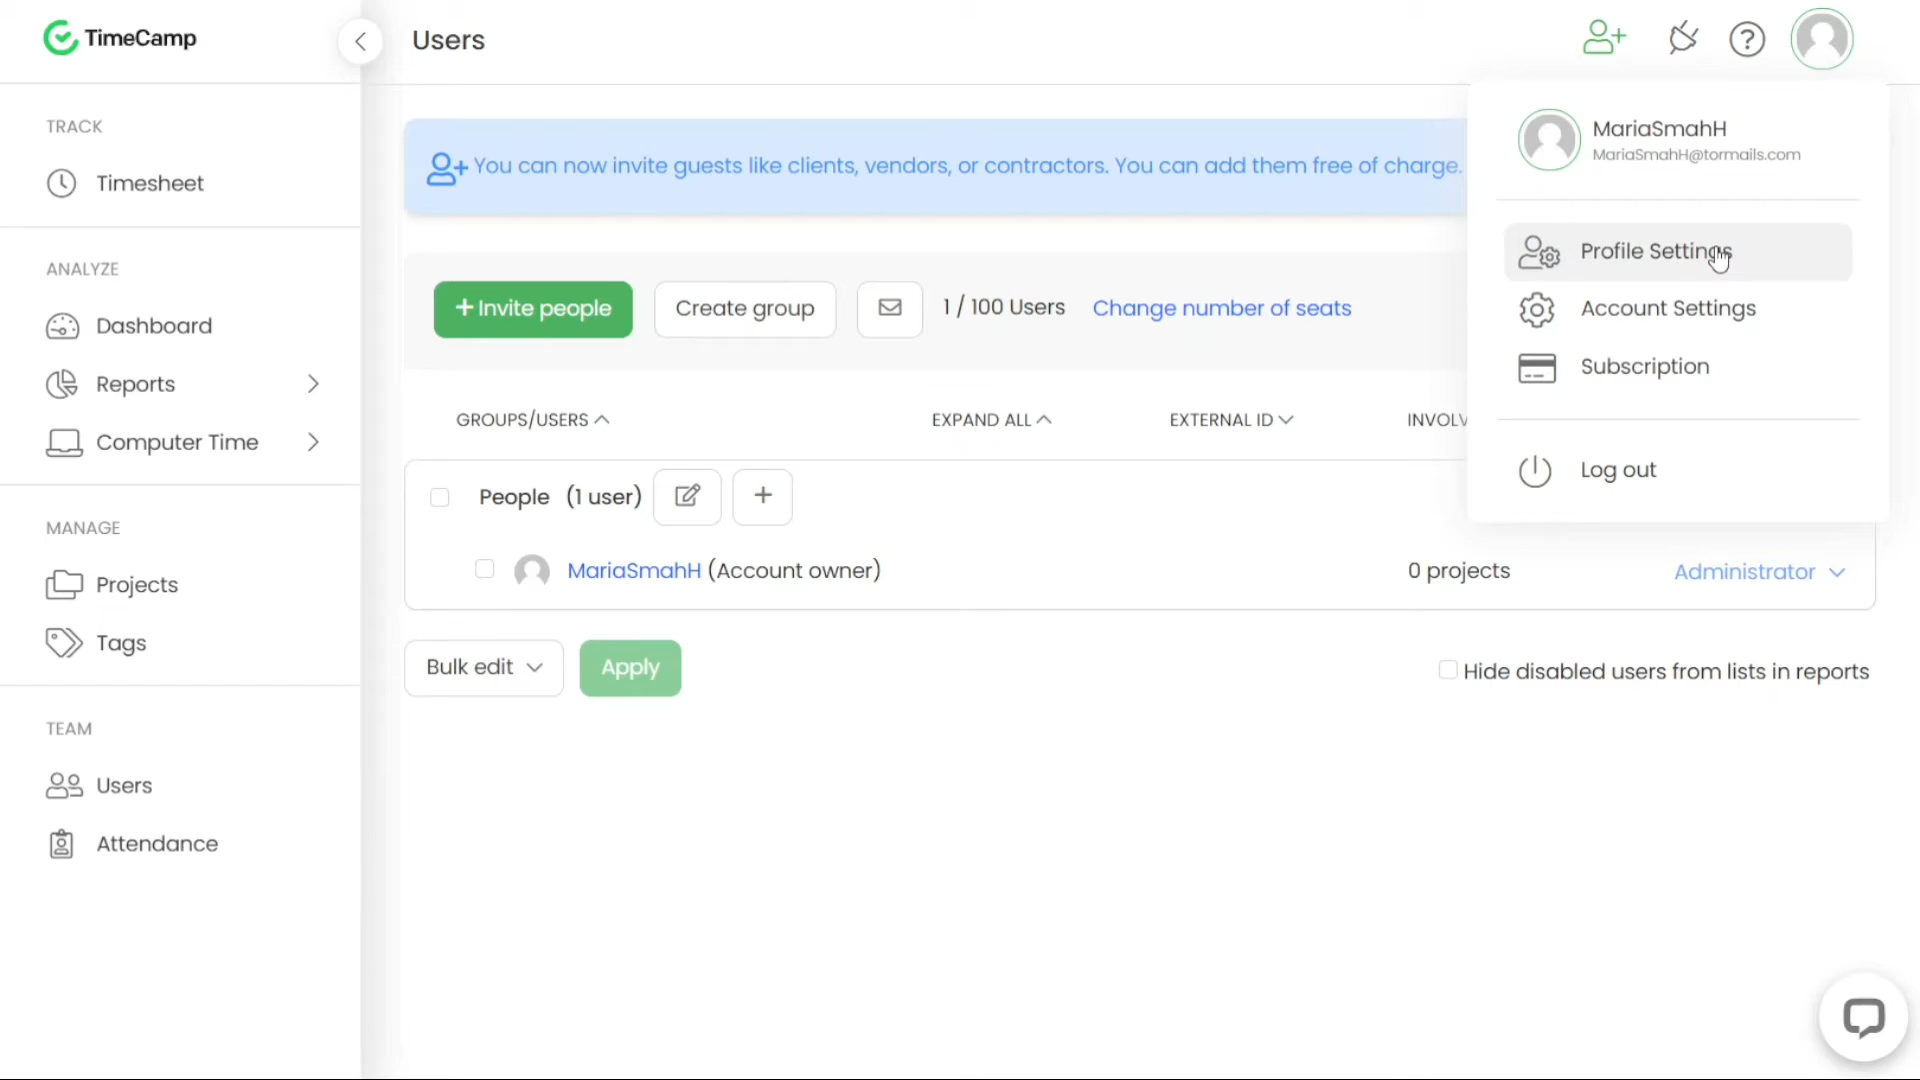 TimeCamp
Users
TRACK
Timesheet
ANALYZE
Dashboard
Reports
Computer Time
MANAGE
Projects
Tags
TEAM
Users
Attendance
You can now invite guests like clients, vendors, or contractors. You can add them free of charge.
+ Invite people
Create group
1 / 100 Users
Change number of seats
GROUPS/USERS
EXPAND ALL
EXTERNAL ID
INVOLV
People (1 user)
+
MariaSmahH (Account owner)
0 projects
Administrator
Bulk edit
Apply
Hide disabled users from lists in reports
MariaSmahH
MariaSmahH@tormails.com
Profile Settings
Account Settings
Subscription
Log out